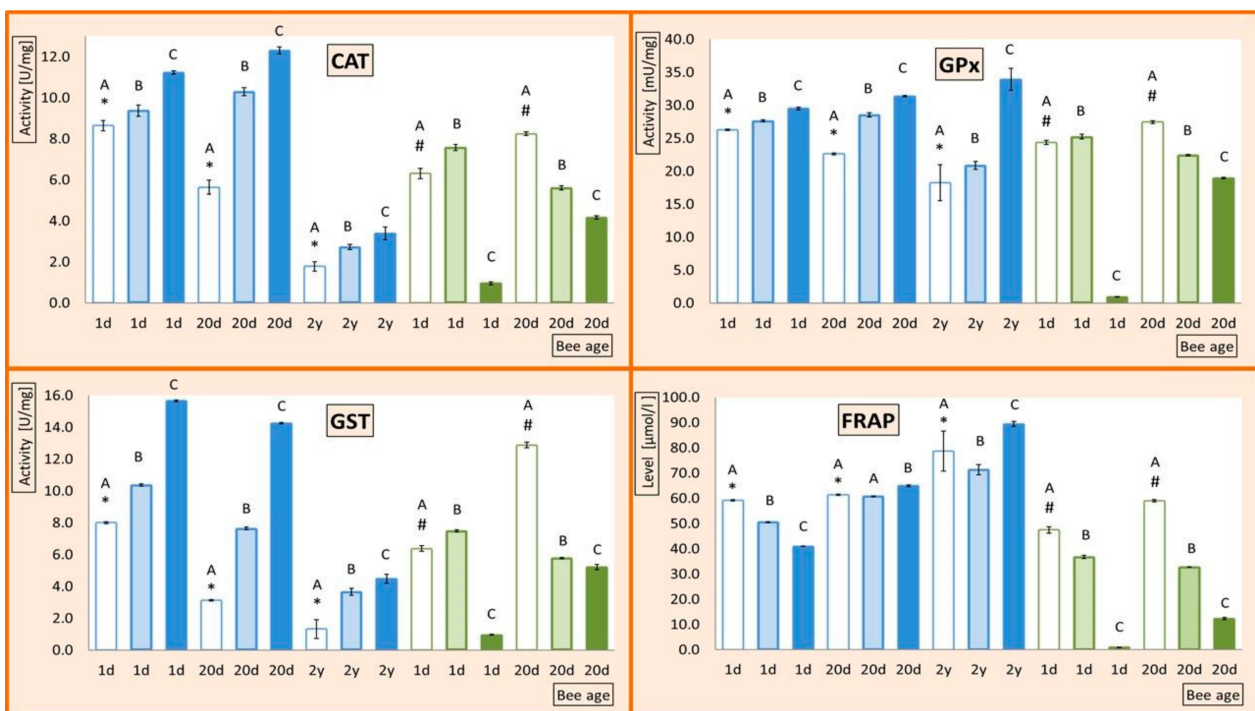 CAT
Activity [U/mg]
12.0
10.0
8.0
6.0
4.0
2.0
0.0
A B C A B C A B C A B C A B C
* * * # #
1d 1d 1d 20d 20d 20d 2y 2y 2y 1d 1d 1d 20d 20d 20d
Bee age
GPx
Activity [mU/mg]
40.0
35.0
30.0
25.0
20.0
15.0
10.0
5.0
0.0
A B C A B C A B C A B C A B C
* * * # #
1d 1d 1d 20d 20d 20d 2y 2y 2y 1d 1d 1d 20d 20d 20d
Bee age
GST
Activity [U/mg]
16.0
14.0
12.0
10.0
8.0
6.0
4.0
2.0
0.0
A B C A B C A B C A B C A B C
* * * # #
1d 1d 1d 20d 20d 20d 2y 2y 2y 1d 1d 1d 20d 20d 20d
Bee age
FRAP
Level [µmol/l ]
100.0
90.0
80.0
70.0
60.0
50.0
40.0
30.0
20.0
10.0
0.0
A B C A A B A B C A B C A B C
* * * # #
1d 1d 1d 20d 20d 20d 2y 2y 2y 1d 1d 1d 20d 20d 20d
Bee age